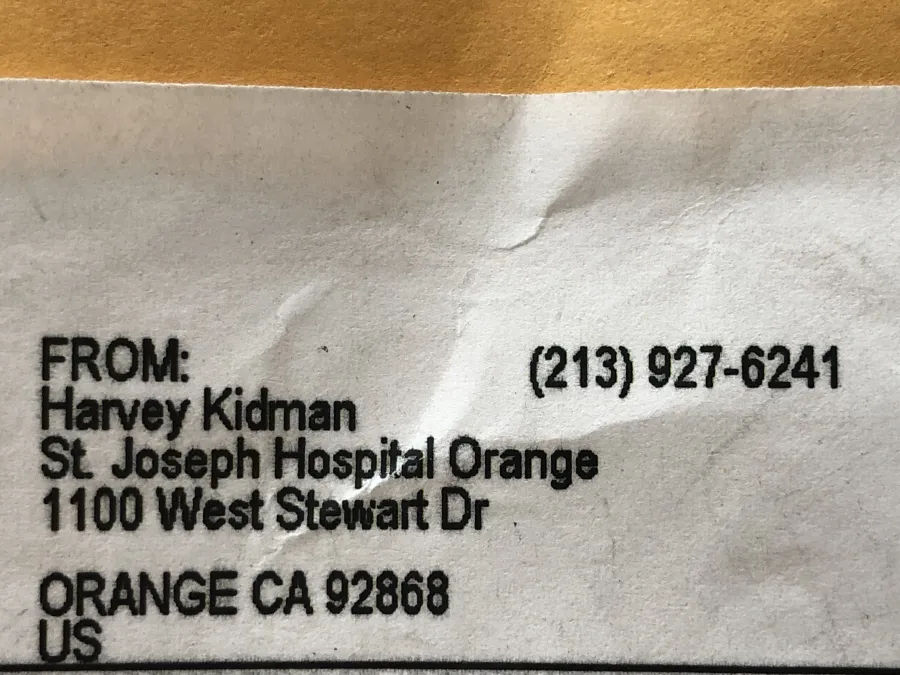 FROM:
(213) 927-6241
Harvey Kidman
St. Joseph Hospital Orange
1100 West Stewart Dr
ORANGE CA 92868
US